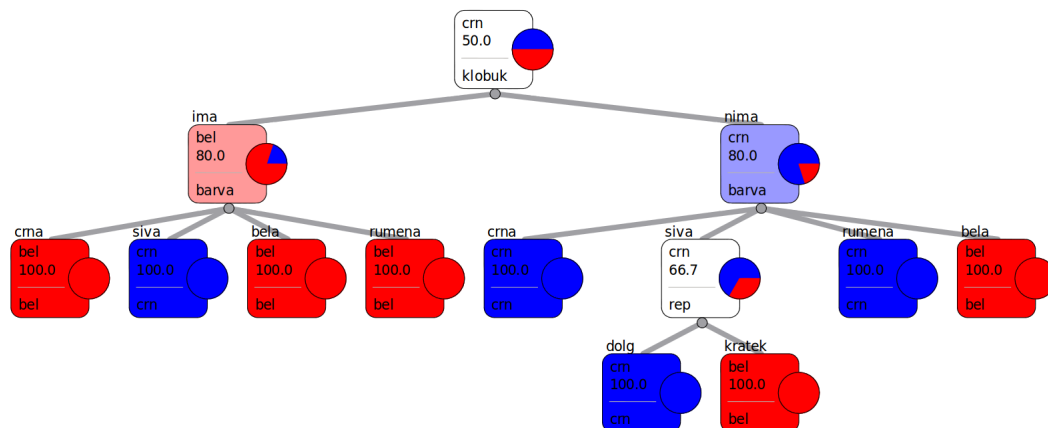 crn
50.0
klobuk
ima
bel
80.0
barva
nima
crn
80.0
barva
crna
bel
100.0
bel
siva
crn
100.0
crn
bela
bel
100.0
bel
rumena
bel
100.0
bel
crna
crn
100.0
crn
siva
crn
66.7
rep
rumena
crn
100.0
crn
bela
bel
100.0
bel
dolg
crn
100.0
crn
kratek
bel
100.0
bel